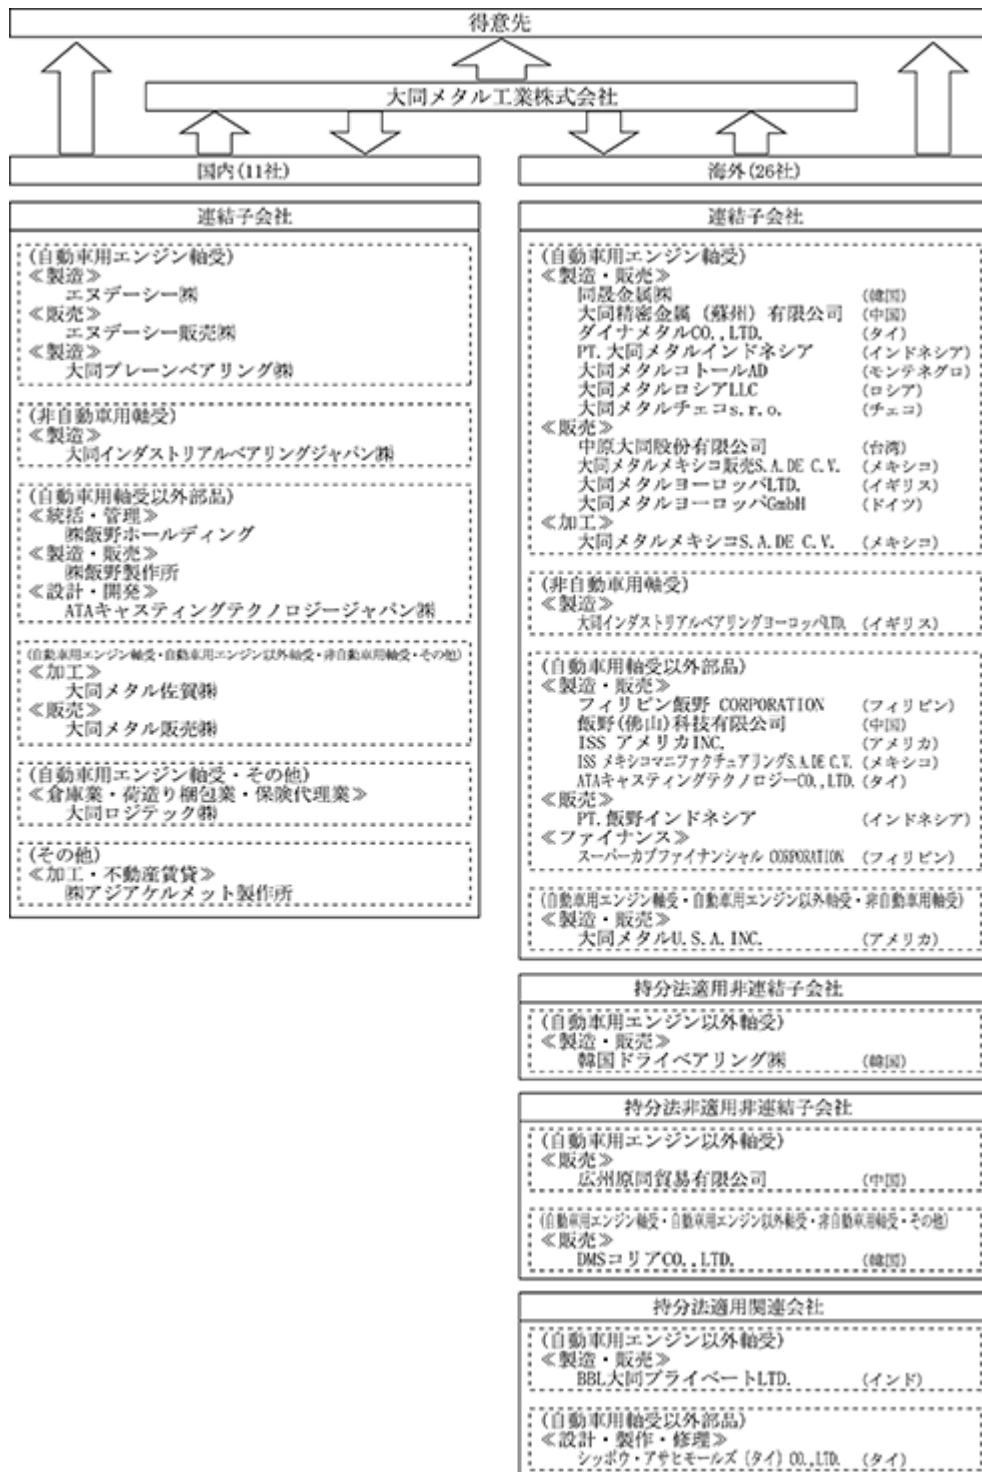 得意先
大同メタル工業株式会社
国内(11社)
連結子会社
(自動車用エンジン軸受)
≪製造≫
エヌデーシー㈱
≪販売≫
エヌデーシー販売㈱
≪製造≫
大同プレーンベアリング㈱
(非自動車用軸受)
≪製造≫
大同インダストリアルベアリングジャパン㈱
(自動車用軸受以外部品)
≪統括・管理≫
㈱飯野ホールディング
≪製造・販売≫
㈱飯野製作所
≪設計・開発≫
ATAキャスティングテクノロジージャパン㈱
(自動車用エンジン軸受・自動車用エンジン以外軸受・非自動車用軸受・その他)
≪加工≫
大同メタル佐賀㈱
≪販売≫
大同メタル販売㈱
(自動車用エンジン軸受・その他)
≪倉庫業・荷造り梱包業・保険代理業≫
大同ロジテック㈱
(その他)
≪加工・不動産賃貸≫
㈱アジアケルメット製作所
海外(26社)
連結子会社
(自動車用エンジン軸受)
≪製造・販売≫
同晟金属㈱ (韓国)
大同精密金属（蘇州）有限公司 (中国)
ダイナメタルCO.,LTD. (タイ)
PT.大同メタルインドネシア (インドネシア)
大同メタルコトールAD (モンテネグロ)
大同メタルロシアLLC (ロシア)
大同メタルチェコs.r.o. (チェコ)
≪販売≫
中原大同股份有限公司 (台湾)
大同メタルメキシコ販売S.A.DE C.V. (メキシコ)
大同メタルヨーロッパLTD. (イギリス)
大同メタルヨーロッパGmbH (ドイツ)
≪加工≫
大同メタルメキシコS.A.DE C.V. (メキシコ)
(非自動車用軸受)
≪製造≫
大同インダストリアルベアリングヨーロッパLTD. (イギリス)
(自動車用軸受以外部品)
≪製造・販売≫
フィリピン飯野 CORPORATION (フィリピン)
飯野(佛山)科技有限公司 (中国)
ISS アメリカINC. (アメリカ)
ISS メキシコマニュファクチュアリングS.A.DE C.V. (メキシコ)
ATAキャスティングテクノロジーCO.,LTD. (タイ)
≪販売≫
PT.飯野インドネシア (インドネシア)
≪ファイナンス≫
スーパーカブファイナンシャル CORPORATION (フィリピン)
(自動車用エンジン軸受・自動車用エンジン以外軸受・非自動車用軸受)
≪製造・販売≫
大同メタルU.S.A.INC. (アメリカ)
持分法適用非連結子会社
(自動車用エンジン以外軸受)
≪製造・販売≫
韓国ドライベアリング㈱ (韓国)
持分法非適用非連結子会社
(自動車用エンジン以外軸受)
≪販売≫
広州原同貿易有限公司 (中国)
(自動車用エンジン軸受・自動車用エンジン以外軸受・非自動車用軸受・その他)
≪販売≫
DMSコリアCO.,LTD. (韓国)
持分法適用関連会社
(自動車用エンジン以外軸受)
≪製造・販売≫
BBL大同プライベートLTD. (インド)
(自動車用軸受以外部品)
≪設計・製作・修理≫
シッポウ・アサヒモールズ（タイ）CO.,LTD. (タイ)